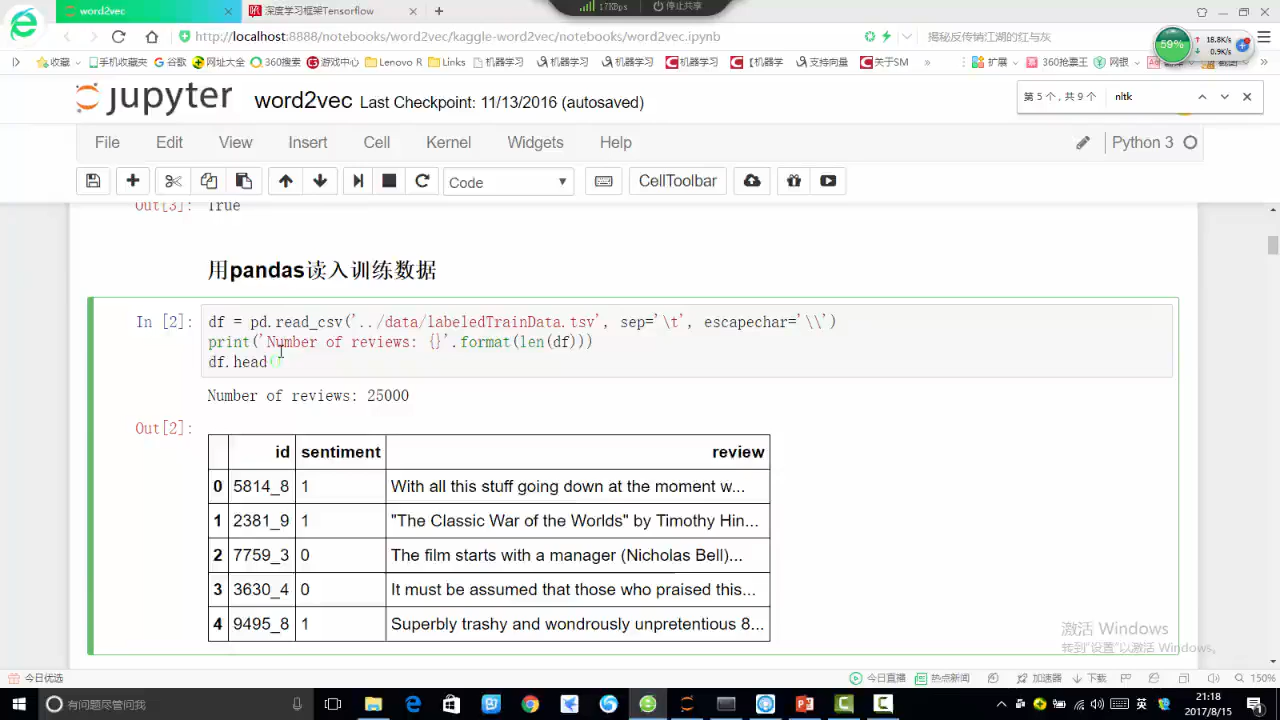 word2vec
深度学习框架Tensorflow
停止共享
http://localhost:8888/notebooks/word2vec/kaggle-word2vec/notebooks/word2vec.ipynb
揭秘反传销江湖的红与灰
59%
18.8K/s
0.9K/s
收藏 手机收藏夹 谷歌 网址大全 360搜索 游戏中心 Lenovo R Links 机器学习 机器学习 机器学习 机器学习 【机器学 支持向量 关于SM » 扩展 360抢票王 网银
jupyter word2vec Last Checkpoint: 11/13/2016 (autosaved)
第 5 个，共 9 个 nltk
File Edit View Insert Cell Kernel Widgets Help Python 3
Code CellToolbar
Out[3]: True
用pandas读入训练数据
In [2]: df = pd.read_csv('../data/labeledTrainData.tsv', sep='\t', escapechar='\\')
print('Number of reviews: {}'.format(len(df)))
df.head()
Number of reviews: 25000
Out[2]:
id sentiment review
0 5814_8 1 With all this stuff going down at the moment w...
1 2381_9 1 "The Classic War of the Worlds" by Timothy Hin...
2 7759_3 0 The film starts with a manager (Nicholas Bell)...
3 3630_4 0 It must be assumed that those who praised this...
4 9495_8 1 Superbly trashy and wondrously unpretentious 8...
激活 Windows
转到"设置"以激活 Windows。
今日优选 今日直播 热点新闻 加速器 下载 150%
有问题尽管问我
英
21:18
2017/8/15